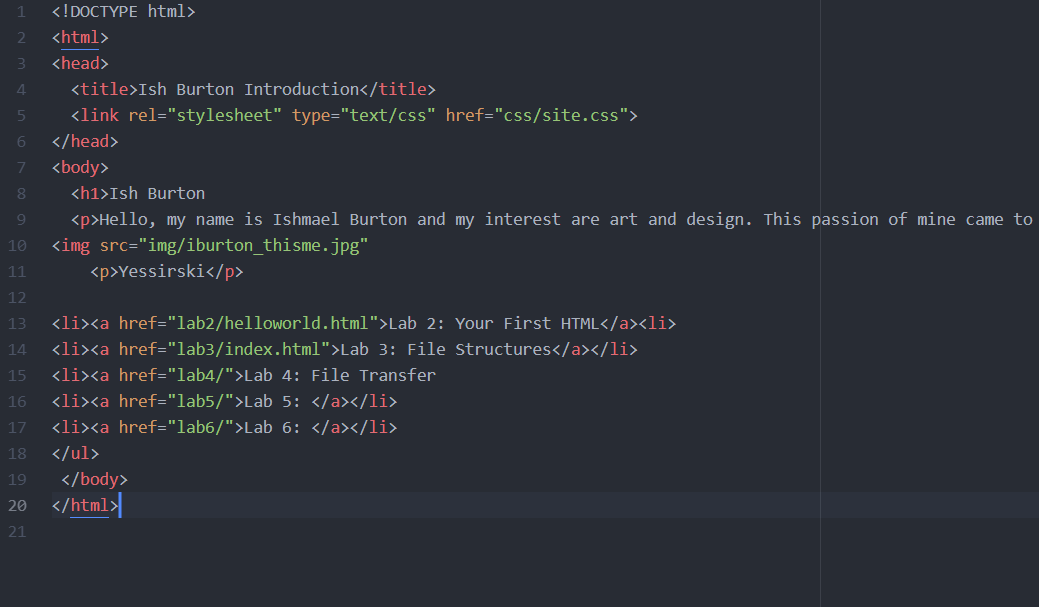 1 <!DOCTYPE html>
2 <html>
3 <head>
4   <title>Ish Burton Introduction</title>
5   <link rel="stylesheet" type="text/css" href="css/site.css">
6 </head>
7 <body>
8   <h1>Ish Burton
9   <p>Hello, my name is Ishmael Burton and my interest are art and design. This passion of mine came to
10 <img src="img/iburton_thisme.jpg"
11     <p>Yessirski</p>
12
13 <li><a href="lab2/helloworld.html">Lab 2: Your First HTML</a><li>
14 <li><a href="lab3/index.html">Lab 3: File Structures</a></li>
15 <li><a href="lab4/">Lab 4: File Transfer
16 <li><a href="lab5/">Lab 5: </a></li>
17 <li><a href="lab6/">Lab 6: </a></li>
18 </ul>
19  </body>
20 </html>
21